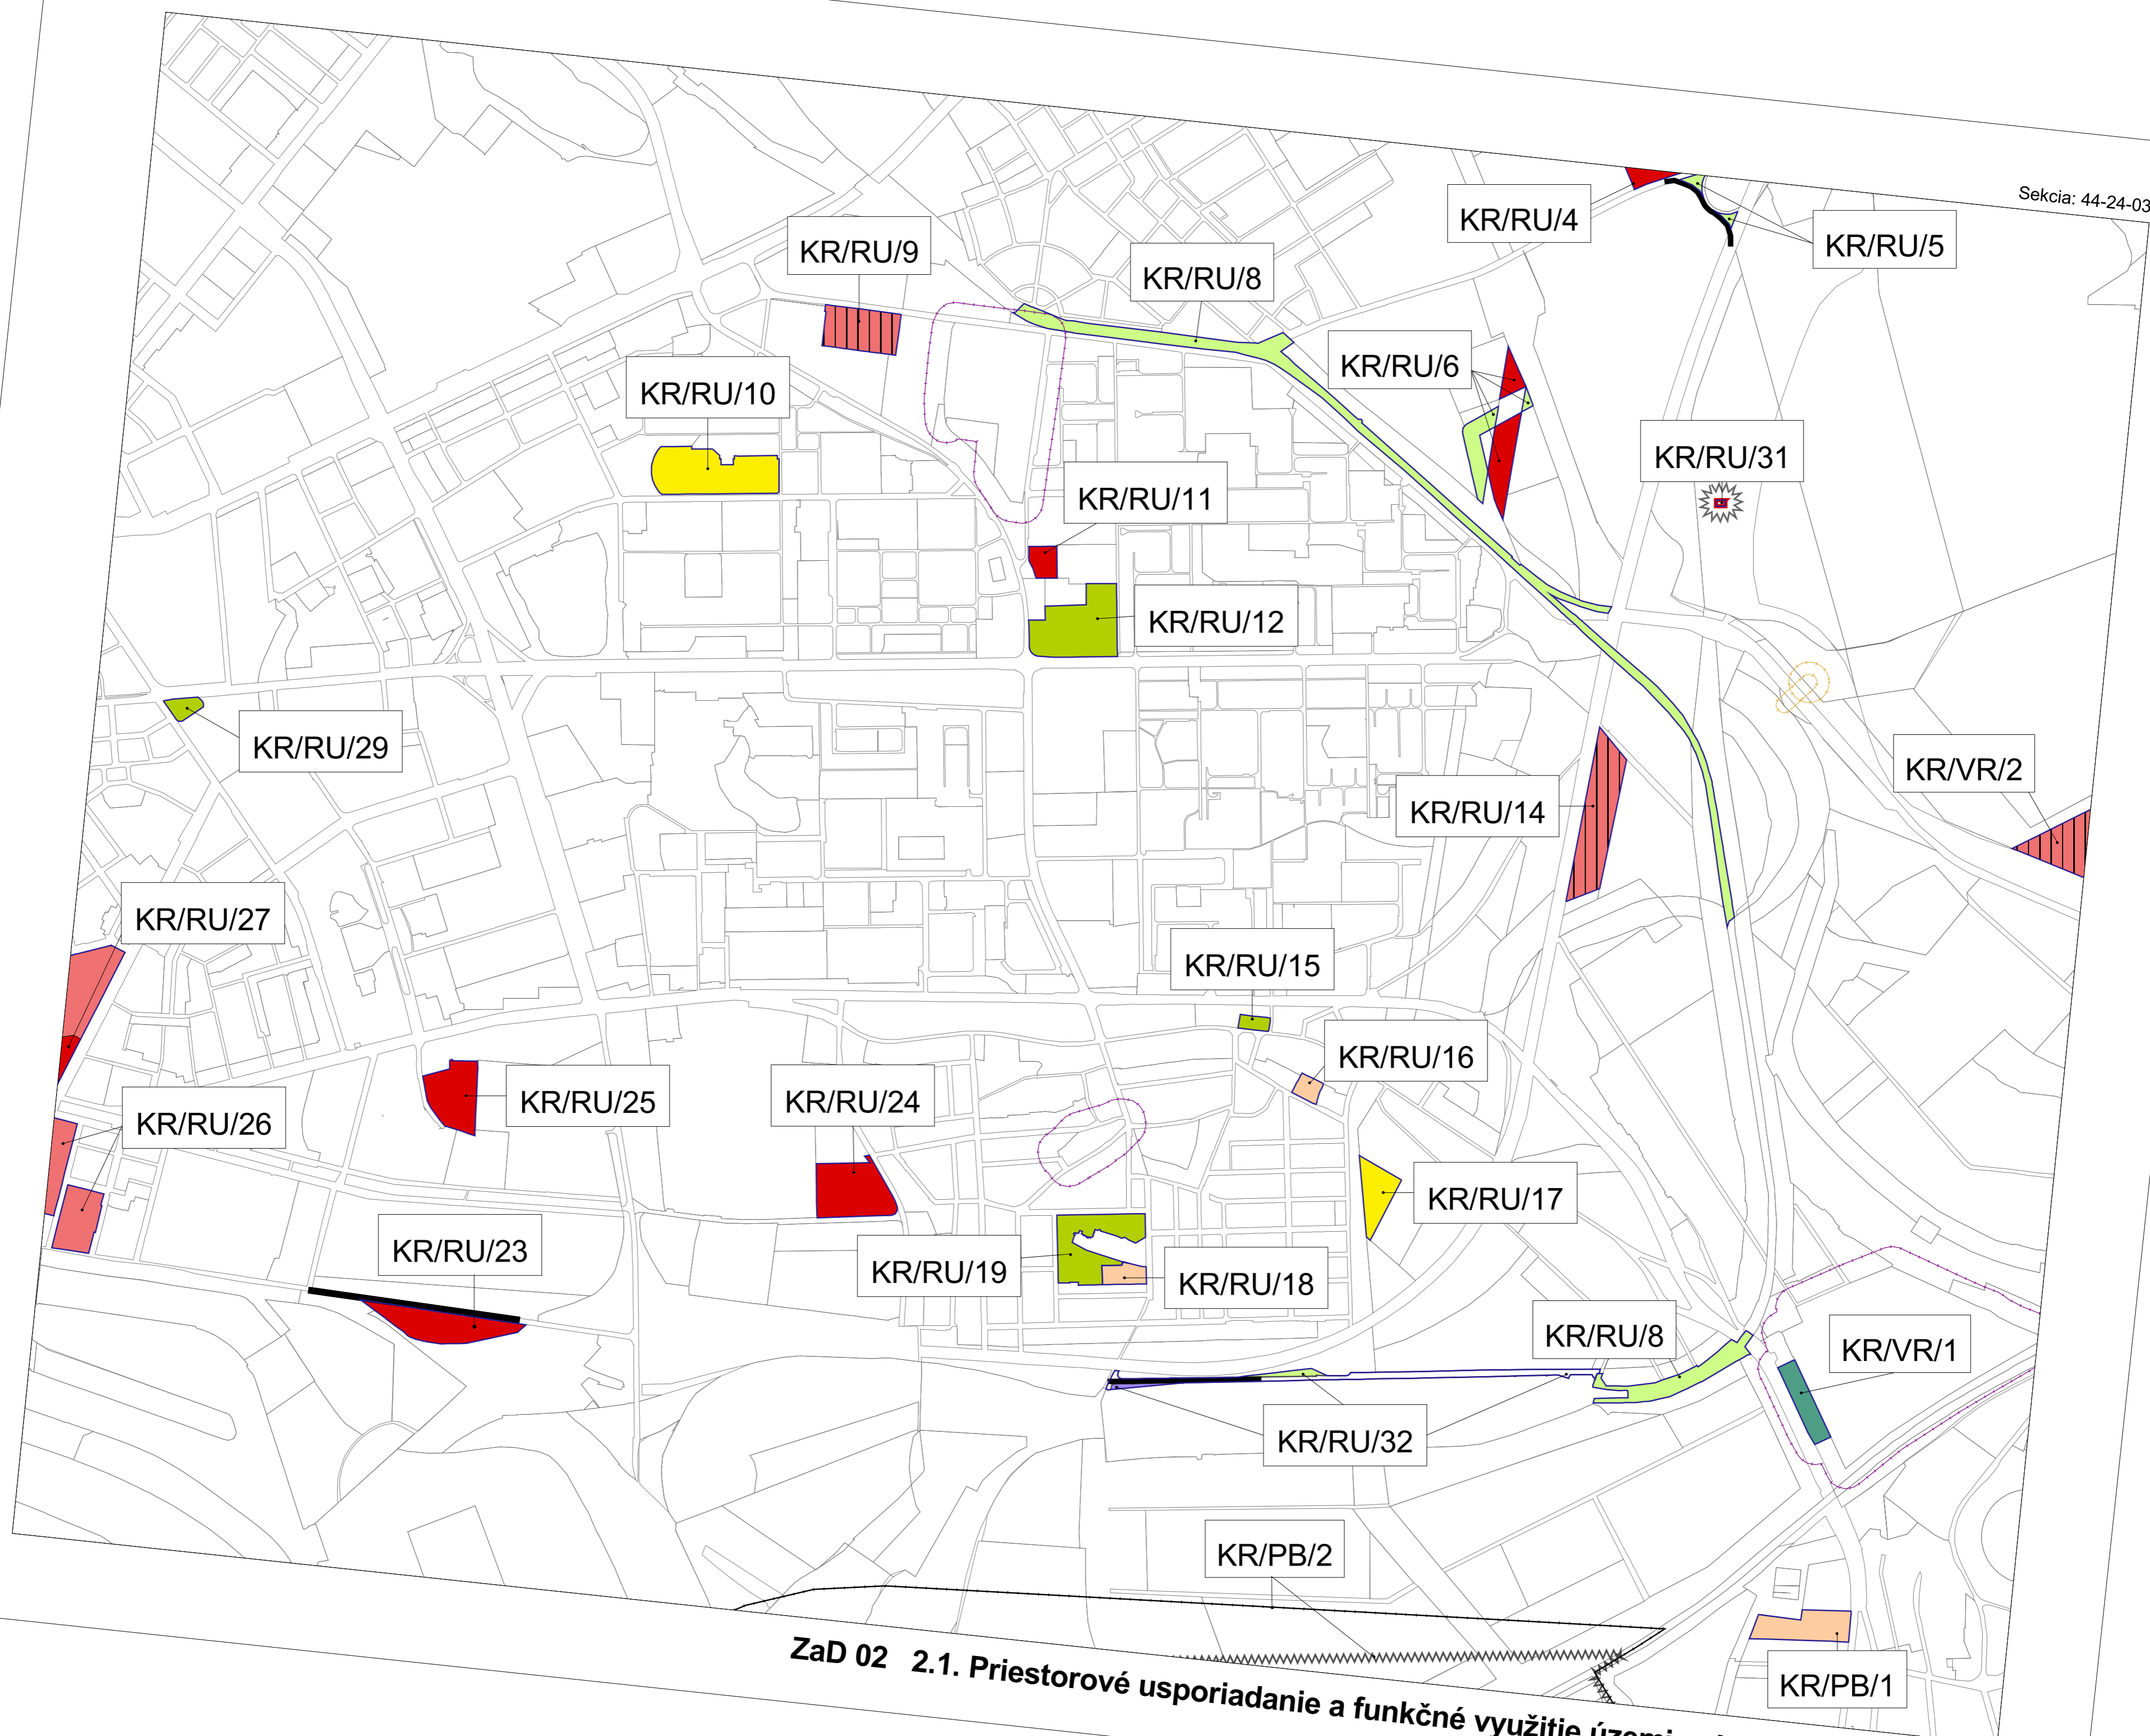 Sekcia: 44-24-03
KR/RU/4
KR/RU/5
KR/RU/9
KR/RU/8
KR/RU/6
KR/RU/10
KR/RU/31
KR/RU/11
KR/RU/12
KR/RU/29
KR/VR/2
KR/RU/14
KR/RU/27
KR/RU/15
KR/RU/16
KR/RU/25
KR/RU/24
KR/RU/26
KR/RU/17
KR/RU/23
KR/RU/19
KR/RU/18
KR/RU/8
KR/VR/1
KR/RU/32
KR/PB/2
KR/PB/1
ZaD 02 2.1. Priestorové usporiadanie a funkčné využitie